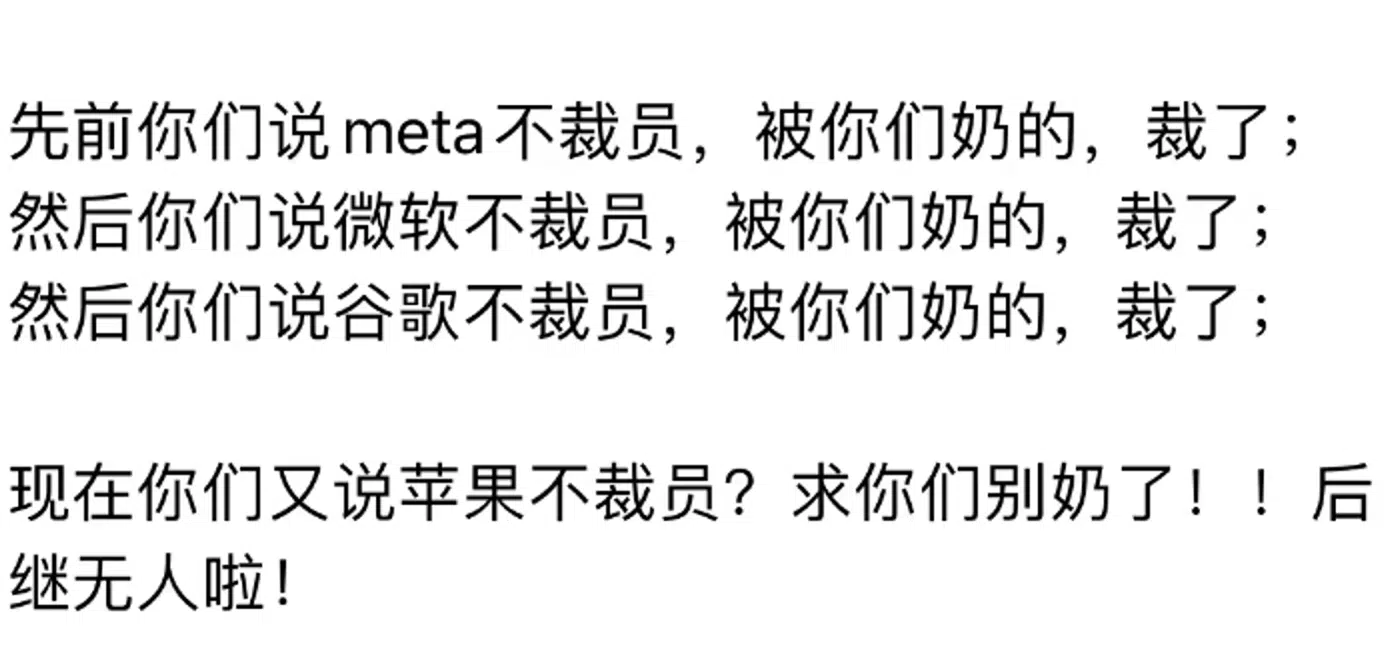 先前你们说meta不裁员，被你们奶的，裁了；
然后你们说微软不裁员，被你们奶的，裁了；
然后你们说谷歌不裁员，被你们奶的，裁了；
现在你们又说苹果不裁员？求你们别奶了！！后
继无人啦！